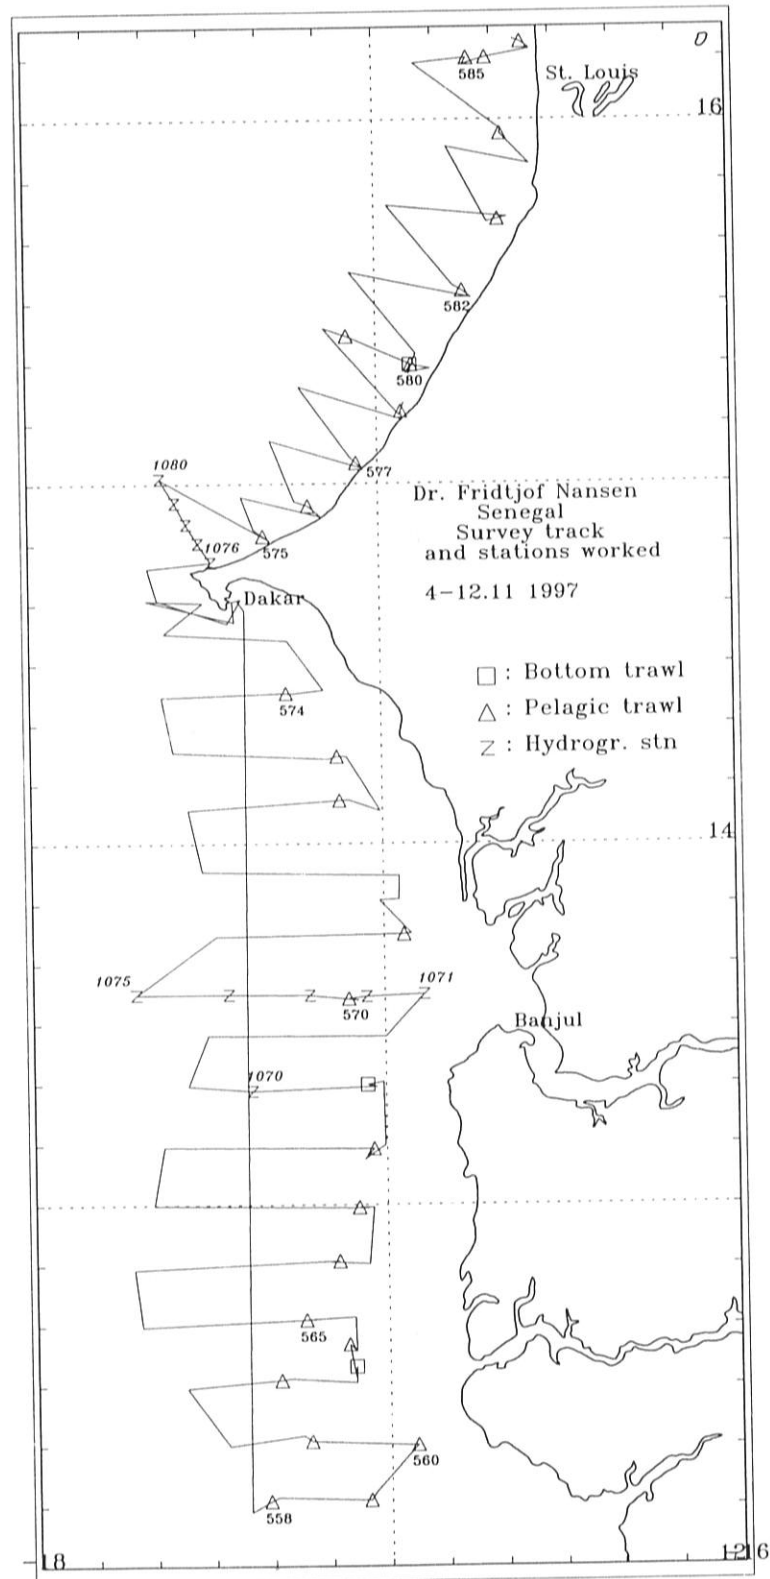 585
St. Louis
16
582
580
577
1080
Dr. Fridtjof Nansen
Senegal
Survey track
and stations worked
1076
575
4-12.11 1997
Dakar
□ : Bottom trawl
574
△ : Pelagic trawl
Z : Hydrogr. stn
14
1075
1071
570
Banjul
1070
565
560
558
18